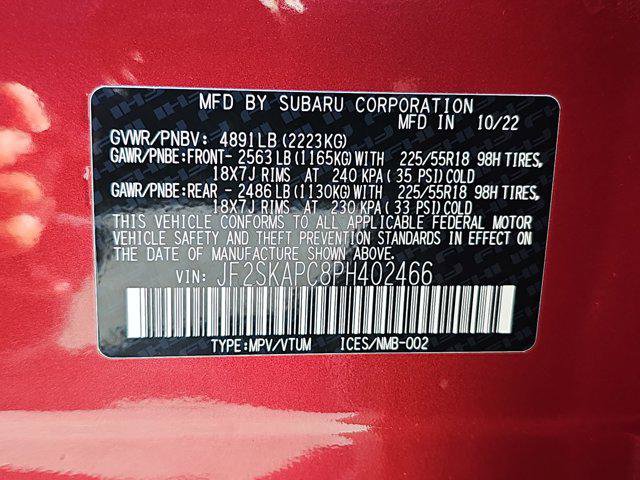 MFD BY SUBARU CORPORATION
MFD IN 10/22
GVWR/PNBV: 4891LB (2223KG)
GAWR/PNBE:FRONT- 2563LB (1165KG)WITH 225/55R18 98H TIRES,
18X7J RIMS AT 240 KPA (35 PSI)COLD
GAWR/PNBE:REAR - 2486LB (1130KG)WITH 225/55R18 98H TIRES,
18X7J RIMS AT 230 KPA (33 PSI)COLD
THIS VEHICLE CONFORMS TO ALL APPLICABLE FEDERAL MOTOR
VEHICLE SAFETY AND THEFT PREVENTION STANDARDS IN EFFECT ON
THE DATE OF MANUFACTURE SHOWN ABOVE.
VIN: JF2SKAPC8PH402466
TYPE:MPV/VTUM ICES/NMB-002